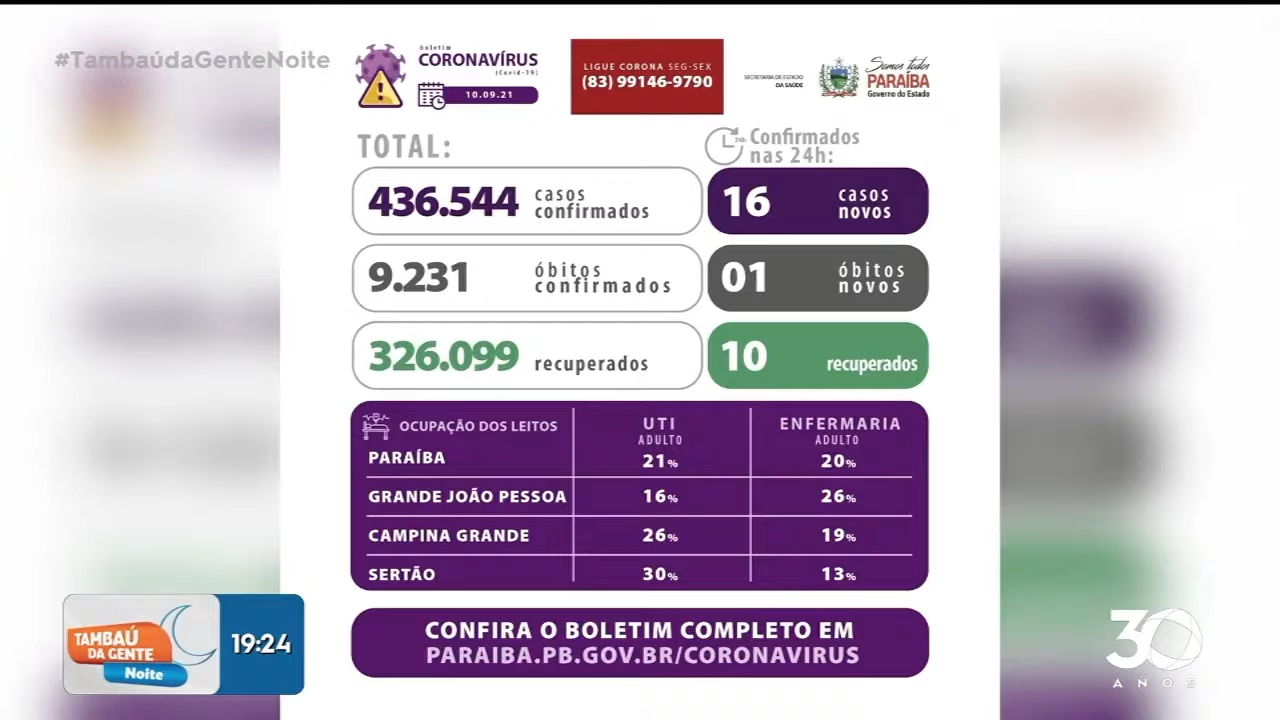 #TambaúdaGenteNoite
boletim
CORONAVÍRUS
(Covid-19)
10.09.21
LIGUE CORONA SEG-SEX
(83) 99146-9790
SECRETARIA DE ESTADO
DA SAÚDE
Somos todos
PARAÍBA
Governo do Estado
TOTAL:
24h
Confirmados
nas 24h:
436.544 casos
confirmados
16 casos
novos
9.231 óbitos
confirmados
01 óbitos
novos
326.099 recuperados
10 recuperados
OCUPAÇÃO DOS LEITOS UTI ENFERMARIA
ADULTO ADULTO
PARAÍBA 21% 20%
GRANDE JOÃO PESSOA 16% 26%
CAMPINA GRANDE 26% 19%
SERTÃO 30% 13%
CONFIRA O BOLETIM COMPLETO EM
PARAIBA.PB.GOV.BR/CORONAVIRUS
TAMBAÚ
DA GENTE
Noite
19:24
30
ANOS